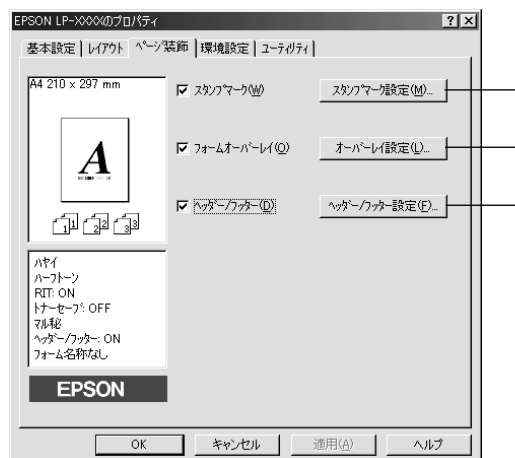 EPSON LP-XXXXのプロパティ
? ×
基本設定 レイアウト ページ装飾 環境設定 ユーティリティ
A4 210 x 297 mm
A
1 1 2 2 3 3
ハヤイ
ハーフトーン
RIT: ON
トナーセーブ: OFF
マル秘
ヘッダー/フッター: ON
フォーム名称なし
EPSON
スタンプマーク(W)
スタンプマーク設定(M)...
フォームオーバーレイ(O)
オーバーレイ設定(L)...
ヘッダー/フッター(D)
ヘッダー/フッター設定(F)...
OK キャンセル 適用(A) ヘルプ